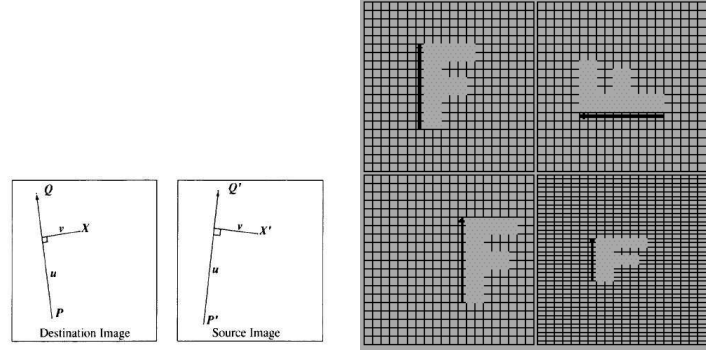 Q
v
X
u
P
Destination Image
Q'
v
X'
u
P'
Source Image